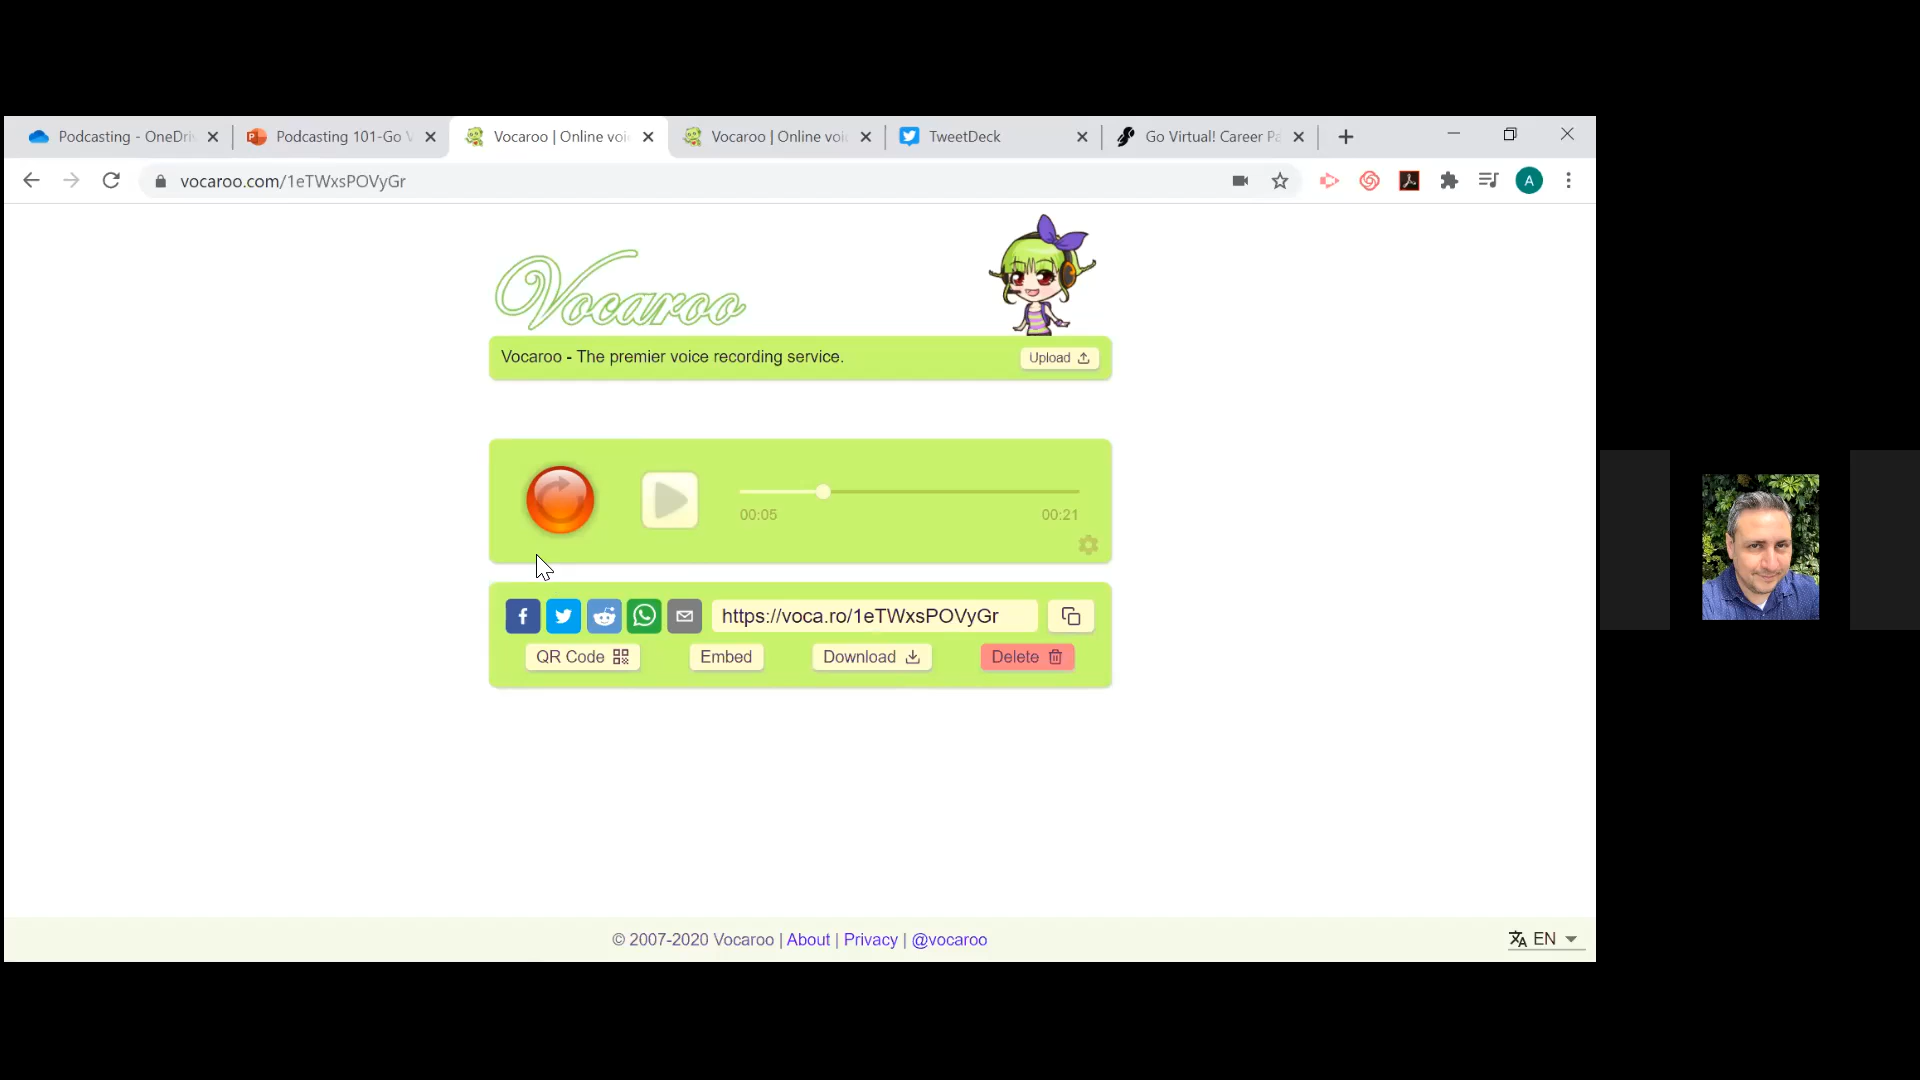 Podcasting - OneDri
Podcasting 101-Go V
Vocaroo | Online voi
Vocaroo | Online voi
TweetDeck
Go Virtual! Career Pa
vocaroo.com/1eTWxsPOVyGr
A
Vocaroo
Vocaroo - The premier voice recording service.
Upload
00:05
00:21
https://voca.ro/1eTWxsPOVyGr
QR Code
Embed
Download
Delete
© 2007-2020 Vocaroo | About | Privacy | @vocaroo
EN